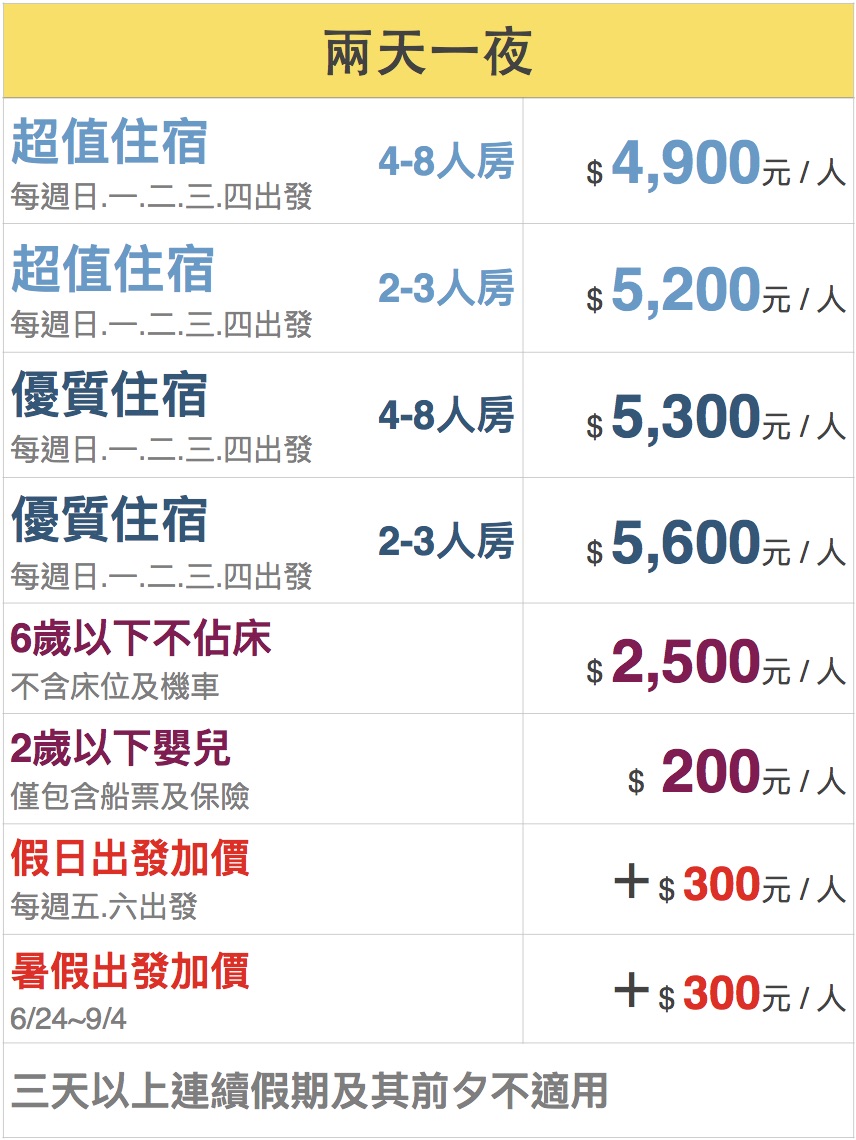 兩天一夜
超值住宿 4-8人房 $ 4,900元 / 人
每週日.一.二.三.四出發
超值住宿 2-3人房 $ 5,200元 / 人
每週日.一.二.三.四出發
優質住宿 4-8人房 $ 5,300元 / 人
每週日.一.二.三.四出發
優質住宿 2-3人房 $ 5,600元 / 人
每週日.一.二.三.四出發
6歲以下不佔床 $ 2,500元 / 人
不含床位及機車
2歲以下嬰兒 $ 200元 / 人
僅包含船票及保險
假日出發加價 +$ 300元 / 人
每週五.六出發
暑假出發加價 +$ 300元 / 人
6/24~9/4
三天以上連續假期及其前夕不適用